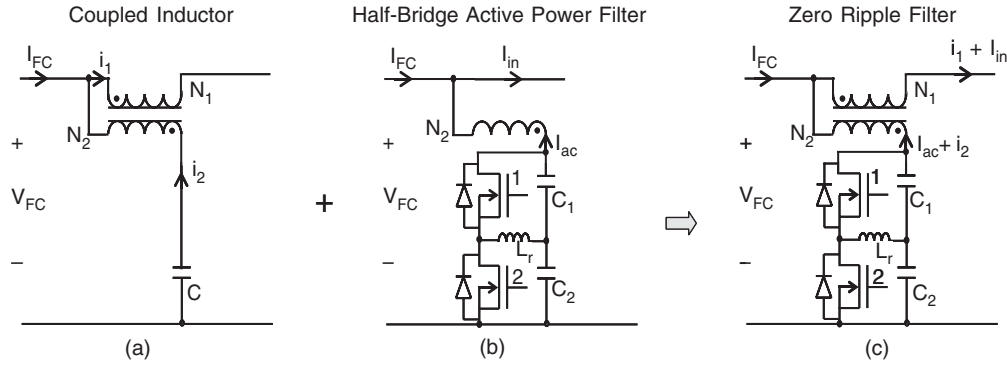 Coupled Inductor
I_FC
i_1
N_1
N_2
+
i_2
V_FC
–
C
(a)
+
Half-Bridge Active Power Filter
I_FC
I_in
N_2
+
I_ac
1
C_1
V_FC
L_r
–
2
C_2
(b)
Zero Ripple Filter
I_FC
i_1 + I_in
N_1
N_2
+
I_ac + i_2
1
C_1
V_FC
L_r
–
2
C_2
(c)